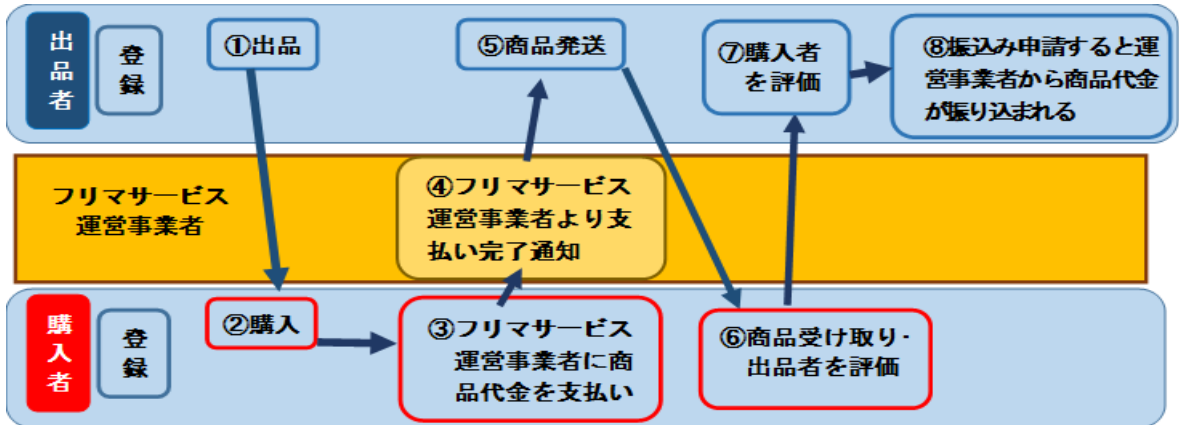 出品者
登録
①出品
⑤商品発送
⑦購入者
を評価
⑧振込み申請すると運
営事業者から商品代金
が振り込まれる
フリマサービス
運営事業者
④フリマサービス
運営事業者より支
払い完了通知
購入者
登録
②購入
③フリマサービス
運営事業者に商
品代金を支払い
⑥商品受け取り・
出品者を評価